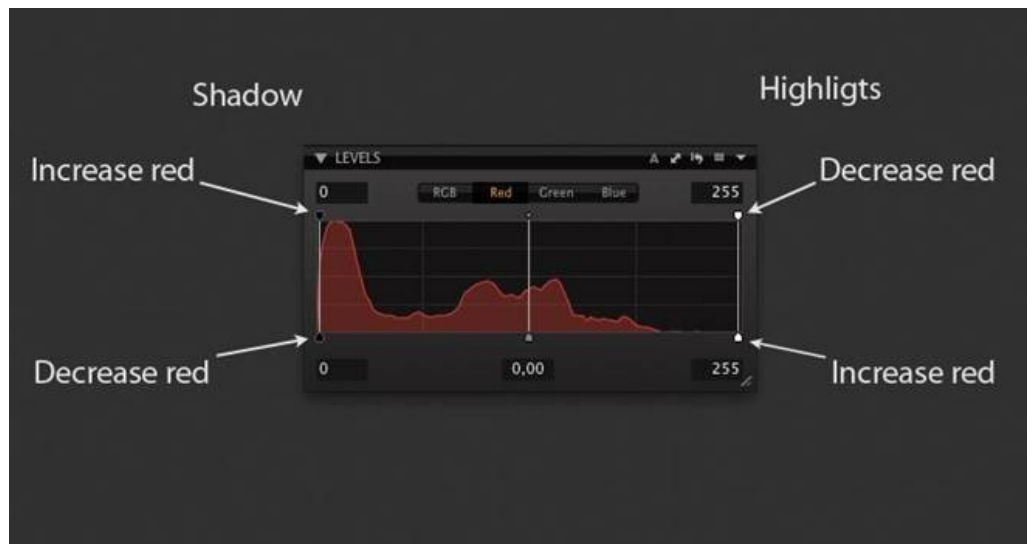 Shadow
Highligts
Increase red
LEVELS
A
Decrease red
0
RGB Red Green Blue
255
Decrease red
0
0,00
255
Increase red